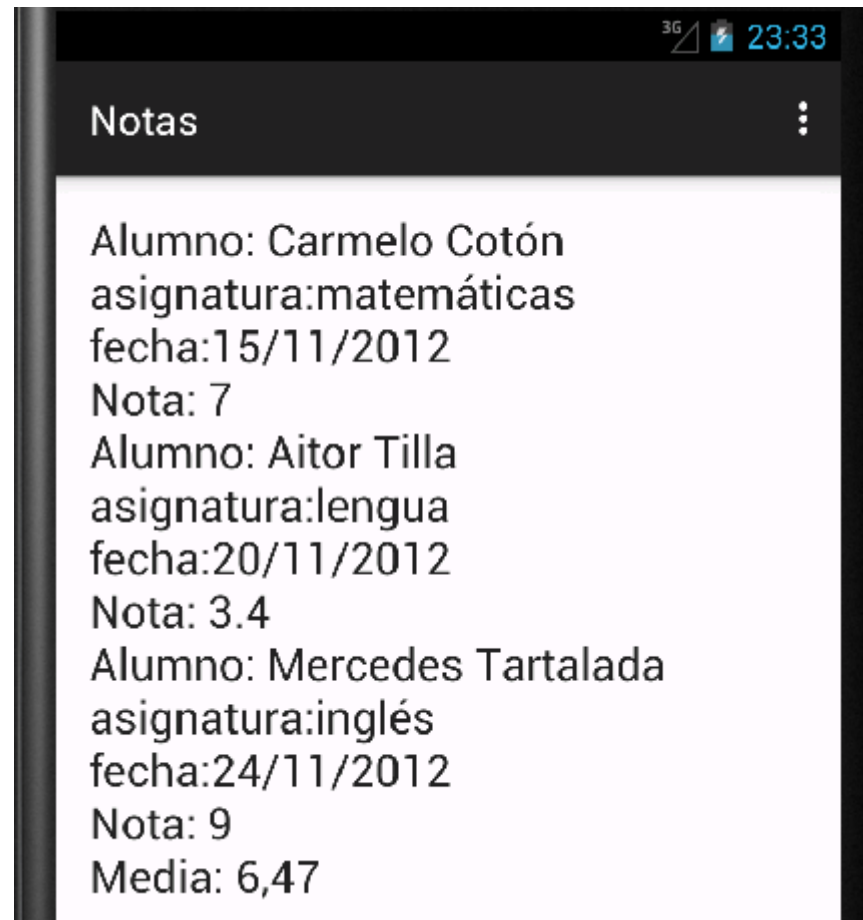 3G 23:33
Notas
Alumno: Carmelo Cotón
asignatura:matemáticas
fecha:15/11/2012
Nota: 7
Alumno: Aitor Tilla
asignatura:lengua
fecha:20/11/2012
Nota: 3.4
Alumno: Mercedes Tartalada
asignatura:inglés
fecha:24/11/2012
Nota: 9
Media: 6,47